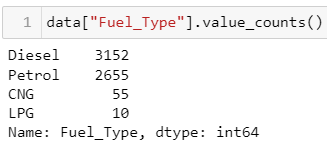 1 data["Fuel_Type"].value_counts()
Diesel    3152
Petrol    2655
CNG         55
LPG         10
Name: Fuel_Type, dtype: int64